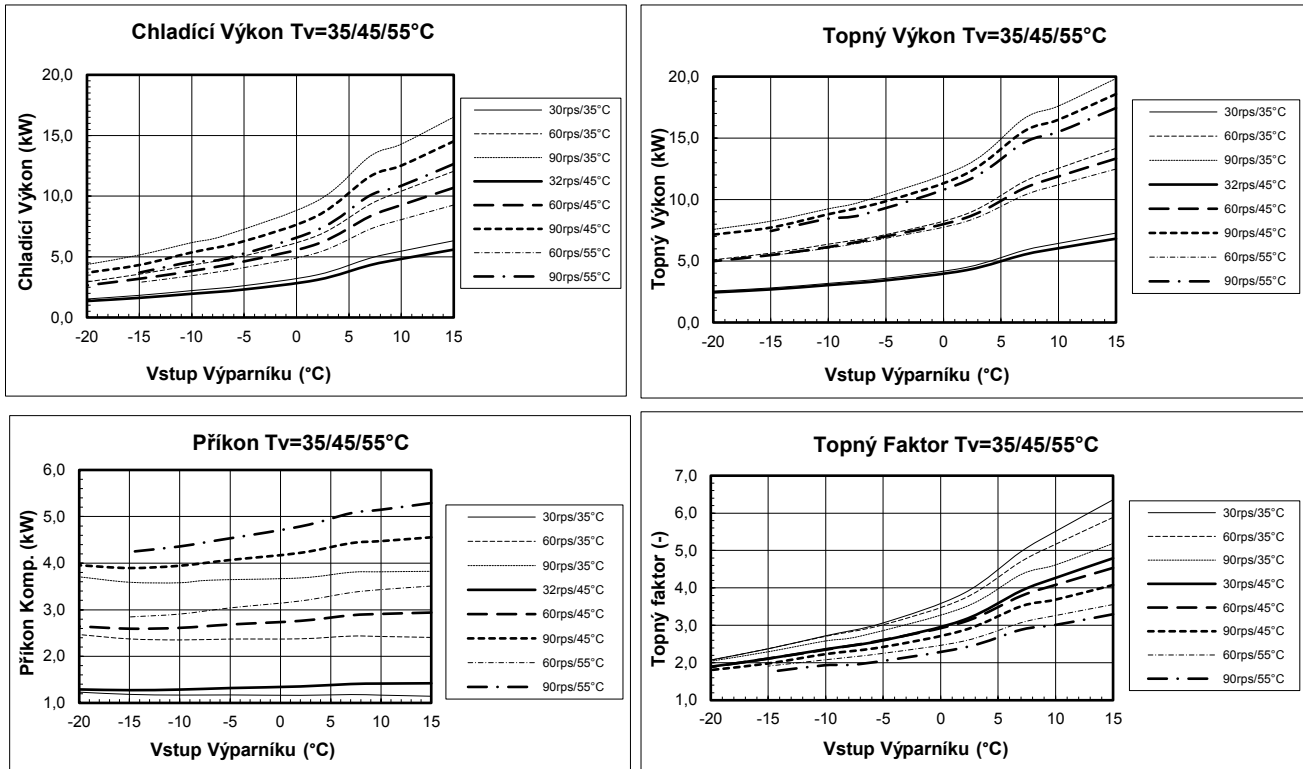 Chladící Výkon Tv=35/45/55°C
Chladící Výkon (kW)
20,0
15,0
10,0
5,0
0,0
-20 -15 -10 -5 0 5 10 15
Vstup Výparníku (°C)
30rps/35°C
60rps/35°C
90rps/35°C
32rps/45°C
60rps/45°C
90rps/45°C
60rps/55°C
90rps/55°C
Topný Výkon Tv=35/45/55°C
Topný Výkon (kW)
20,0
15,0
10,0
5,0
0,0
-20 -15 -10 -5 0 5 10 15
Vstup Výparníku (°C)
30rps/35°C
60rps/35°C
90rps/35°C
32rps/45°C
60rps/45°C
90rps/45°C
60rps/55°C
90rps/55°C
Příkon Tv=35/45/55°C
Příkon Komp. (kW)
6,0
5,0
4,0
3,0
2,0
1,0
-20 -15 -10 -5 0 5 10 15
Vstup Výparníku (°C)
30rps/35°C
60rps/35°C
90rps/35°C
32rps/45°C
60rps/45°C
90rps/45°C
60rps/55°C
90rps/55°C
Topný Faktor Tv=35/45/55°C
Topný faktor (-)
7,0
6,0
5,0
4,0
3,0
2,0
1,0
-20 -15 -10 -5 0 5 10 15
Vstup Výparníku (°C)
30rps/35°C
60rps/35°C
90rps/35°C
30rps/45°C
60rps/45°C
90rps/45°C
60rps/55°C
90rps/55°C